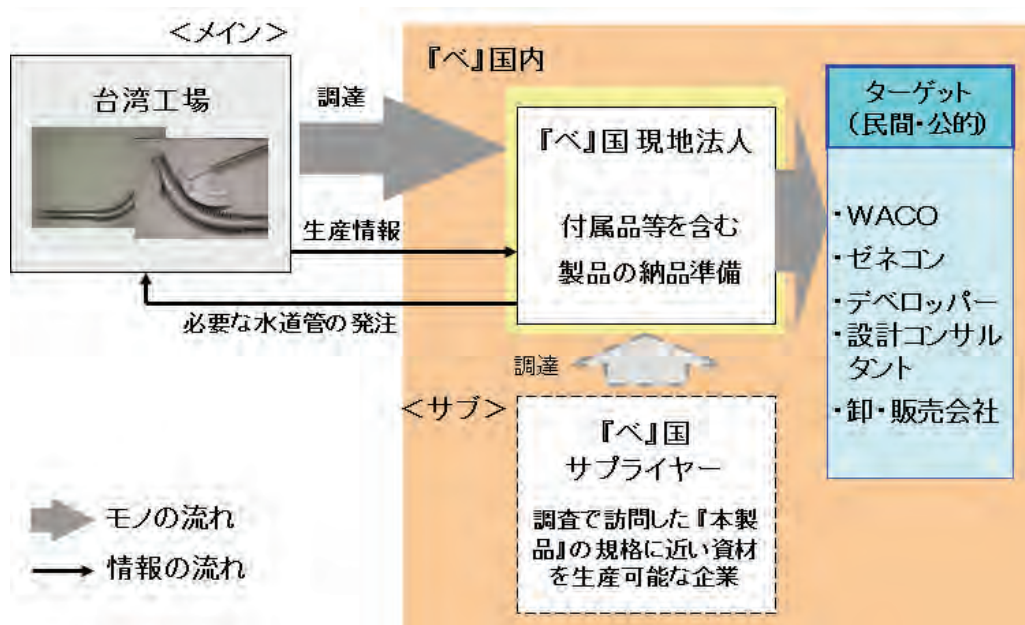 <メイン>
台湾工場
調達
生産情報
必要な水道管の発注
『ベ』国内
『ベ』国現地法人
付属品等を含む
製品の納品準備
調達
<サブ>
『ベ』国
サプライヤー
調査で訪問した『本製
品』の規格に近い資材
を生産可能な企業
ターゲット
(民間・公的)
・WACO
・ゼネコン
・デベロッパー
・設計コンサル
タント
・卸・販売会社
モノの流れ
情報の流れ